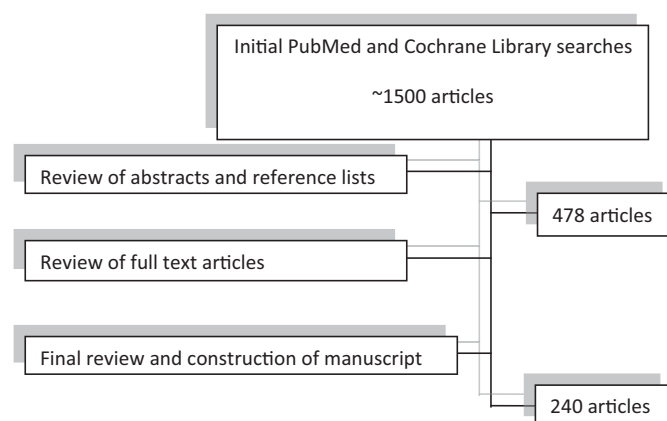 Initial PubMed and Cochrane Library searches
~1500 articles
Review of abstracts and reference lists
478 articles
Review of full text articles
Final review and construction of manuscript
240 articles